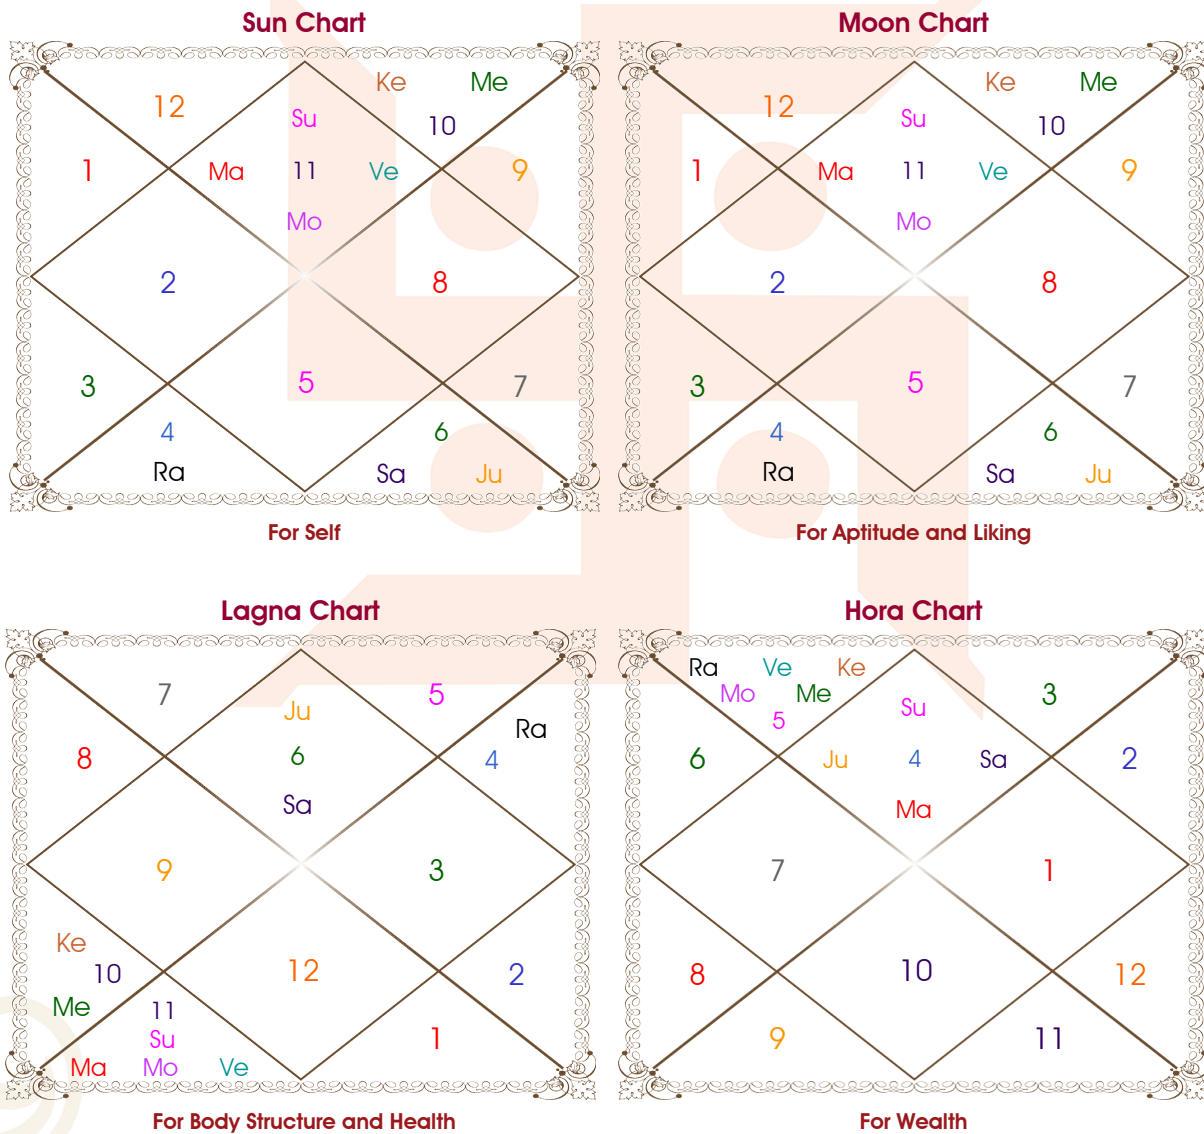 Sun Chart
12
Ke Me
Su
10
1
Ma 11 Ve
9
Mo
2
8
3
5
7
4
6
Ra
Sa Ju
For Self
Moon Chart
12
Ke Me
Su
10
1
Ma 11 Ve
9
Mo
2
8
3
5
7
4
6
Ra
Sa Ju
For Aptitude and Liking
Lagna Chart
7
Ju
5
Ra
8
6
4
Sa
9
3
Ke
10
12
2
Me
11
Su
1
Ma Mo Ve
For Body Structure and Health
Hora Chart
Ra Ve Ke
Mo Me
3
Su
5
6
Ju 4 Sa
2
Ma
7
1
8
10
12
9
11
For Wealth